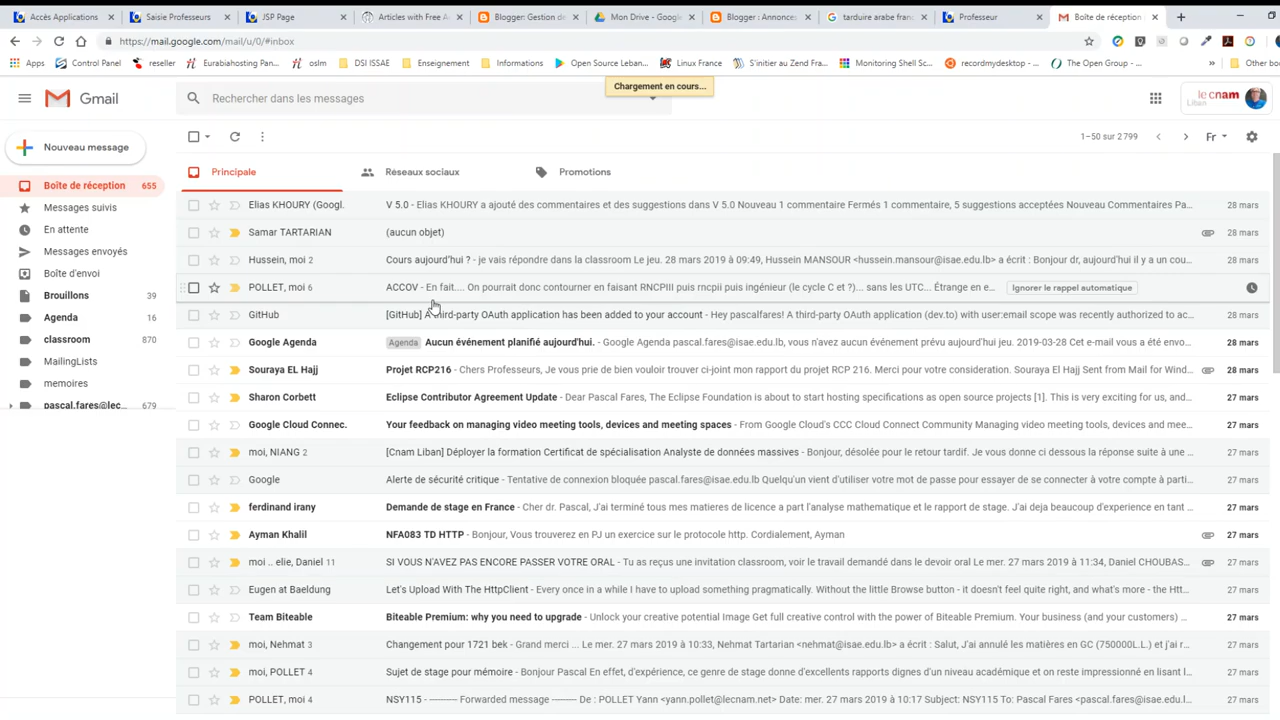 Accès Applications Saisie Professeurs JSP Page Articles with Free A Blogger: Gestion de Mon Drive - Google Blogger : Annonces tarduire arabe fran Professeur Boîte de réception
https://mail.google.com/mail/u/0/#inbox
Apps Control Panel reseller Eurabiahosting Pan... oslm DSI ISSAE Enseignement Informations Open Source Leban... Linux France S'initier au Zend Fra... Monitoring Shell Sc... recordmydesktop - ... The Open Group - ... » Other bo
Chargement en cours...
Gmail
Rechercher dans les messages
le cnam
Liban
Nouveau message
1–50 sur 2 799
Fr
Principale
Réseaux sociaux
Promotions
Boîte de réception 655
Messages suivis
En attente
Messages envoyés
Boîte d'envoi
Brouillons 39
Agenda 16
classroom 870
MailingLists
memoires
pascal.fares@lec... 679
Elias KHOURY (Googl. V 5.0 - Elias KHOURY a ajouté des commentaires et des suggestions dans V 5.0 Nouveau 1 commentaire Fermés 1 commentaire, 5 suggestions acceptées Nouveau Commentaires Pa... 28 mars
Samar TARTARIAN (aucun objet) 28 mars
Hussein, moi 2 Cours aujourd'hui ? - je vais répondre dans la classroom Le jeu. 28 mars 2019 à 09:49, Hussein MANSOUR <hussein.mansour@isae.edu.lb> a écrit : Bonjour dr, aujourd'hui il y a un cou... 28 mars
POLLET, moi 6 ACCOV - En fait.... On pourrait donc contourner en faisant RNCPIII puis rncpii puis ingénieur (le cycle C et ?)... sans les UTC... Étrange en e... Ignorer le rappel automatique
GitHub [GitHub] A third-party OAuth application has been added to your account - Hey pascalfares! A third-party OAuth application (dev.to) with user:email scope was recently authorized to ac... 28 mars
Google Agenda Agenda Aucun événement planifié aujourd'hui. - Google Agenda pascal.fares@isae.edu.lb, vous n'avez aucun événement prévu aujourd'hui jeu. 2019-03-28 Cet e-mail vous a été envo... 28 mars
Souraya EL Hajj Projet RCP216 - Chers Professeurs, Je vous prie de bien vouloir trouver ci-joint mon rapport du projet RCP 216. Merci pour votre consideration. Souraya El Hajj Sent from Mail for Wind... 28 mars
Sharon Corbett Eclipse Contributor Agreement Update - Dear Pascal Fares, The Eclipse Foundation is about to start hosting specifications as open source projects [1]. This is very exciting for us, and... 27 mars
Google Cloud Connec. Your feedback on managing video meeting tools, devices and meeting spaces - From Google Cloud's CCC Cloud Connect Community Managing video meeting tools, devices and mee... 27 mars
moi, NIANG 2 [Cnam Liban] Déployer la formation Certificat de spécialisation Analyste de données massives - Bonjour, désolée pour le retour tardif. Je vous donne ci dessous la réponse suite à une ... 27 mars
Google Alerte de sécurité critique - Tentative de connexion bloquée pascal.fares@isae.edu.lb Quelqu'un vient d'utiliser votre mot de passe pour essayer de se connecter à votre compte à parti... 27 mars
ferdinand irany Demande de stage en France - Cher dr. Pascal, J'ai terminé tous mes matieres de licence a part l'analyse mathematique et le rapport de stage. J'ai deja beaucoup d'experience en tant ... 27 mars
Ayman Khalil NFA083 TD HTTP - Bonjour, Vous trouverez en PJ un exercice sur le protocole http. Cordialement, Ayman 27 mars
moi .. elie, Daniel 11 SI VOUS N'AVEZ PAS ENCORE PASSER VOTRE ORAL - Tu as reçus une invitation classroom, voir le travail demandé dans le devoir oral Le mer. 27 mars 2019 à 11:34, Daniel CHOUBAS... 27 mars
Eugen at Baeldung Let's Upload With The HttpClient - Every once in a while I have to upload something pragmatically. Without the little Browse button - it doesn't feel quite right, and what's more - the Htt... 27 mars
Team Biteable Biteable Premium: why you need to upgrade - Unlock your creative potential Image Get full creative control with the power of Biteable Premium. Your business (and your customers) ... 27 mars
moi, Nehmat 3 Changement pour 1721 bek - Grand merci ... Le mer. 27 mars 2019 à 10:33, Nehmat Tartarian <nehmat@isae.edu.lb> a écrit : Salut, J'ai annulé les matières en GC (750000L.L.) et j'ai r... 27 mars
moi, POLLET 4 Sujet de stage pour mémoire - Bonjour Pascal En effet, d'expérience, ce genre de stage donne d'excellents rapports dignes d'un niveau académique et on reste impressionné en lisant l... 27 mars
POLLET, moi 4 NSY115 - ---------- Forwarded message --------- De : POLLET Yann <yann.pollet@lecnam.net> Date: mer. 27 mars 2019 à 10:17 Subject: NSY115 To: Pascal Fares <pascal.fares@isae.edu.lb... 27 mars